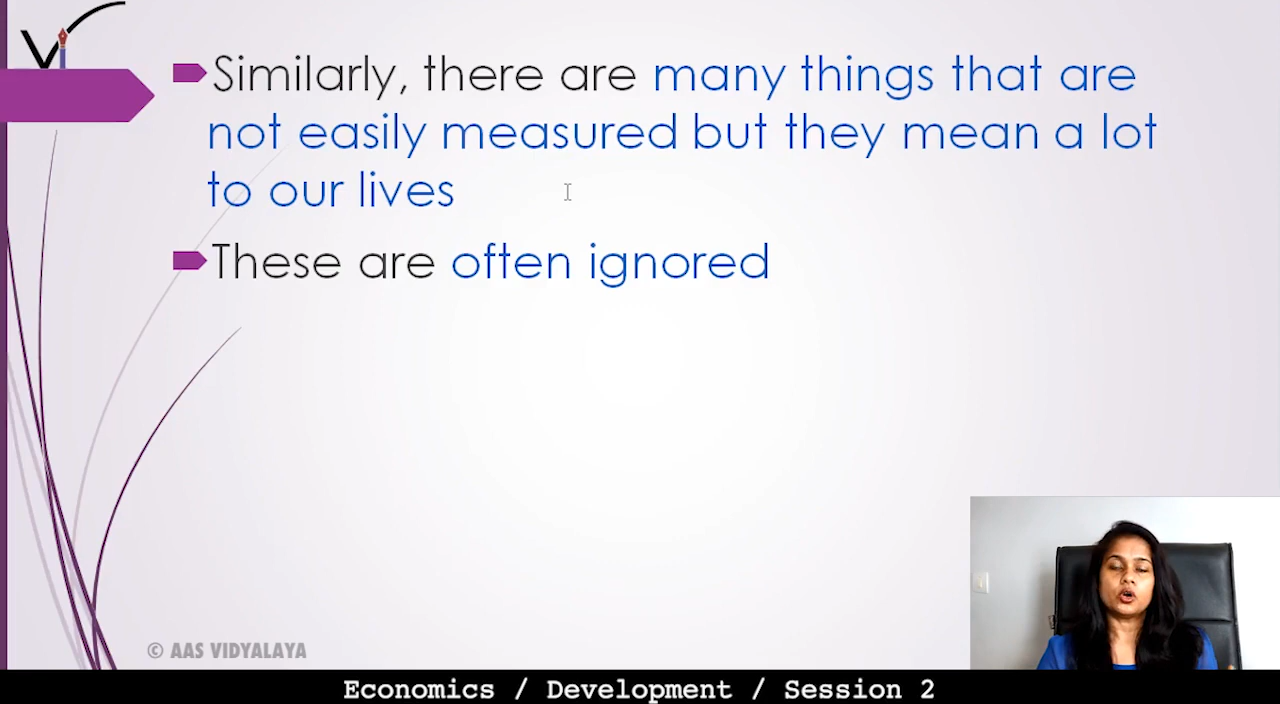 Similarly, there are many things that are
not easily measured but they mean a lot
to our lives
These are often ignored
© AAS VIDYALAYA
Economics / Development / Session 2